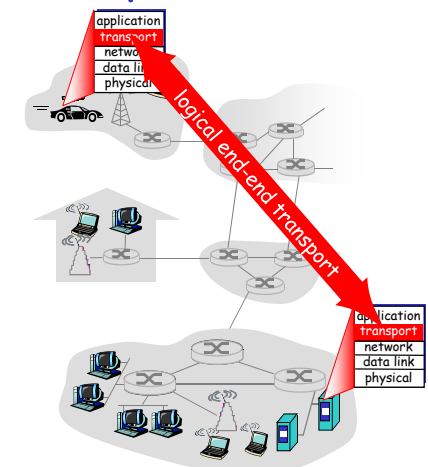 application
transport
network
data link
physical
logical end-end transport
application
transport
network
data link
physical